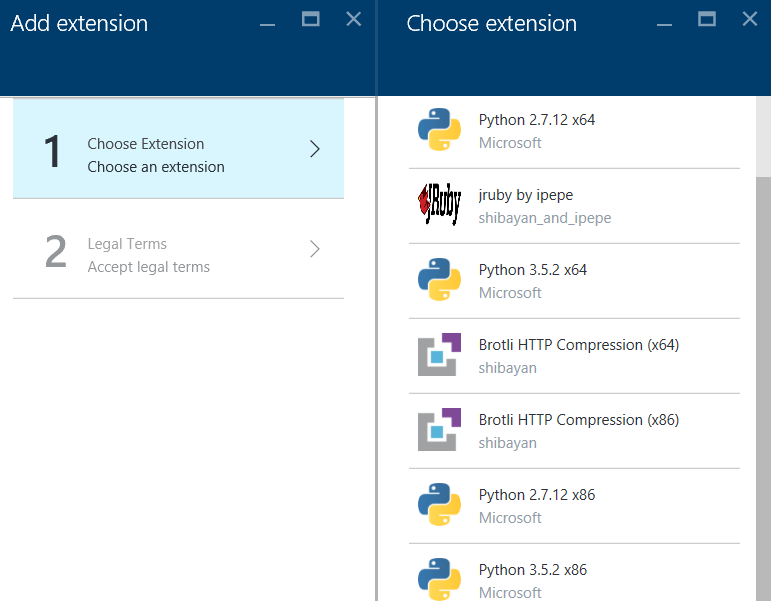 Add extension
1
Choose Extension
Choose an extension
2
Legal Terms
Accept legal terms
Choose extension
Python 2.7.12 x64
Microsoft
JRuby
jruby by ipepe
shibayan_and_ipepe
Python 3.5.2 x64
Microsoft
Brotli HTTP Compression (x64)
shibayan
Brotli HTTP Compression (x86)
shibayan
Python 2.7.12 x86
Microsoft
Python 3.5.2 x86
Microsoft